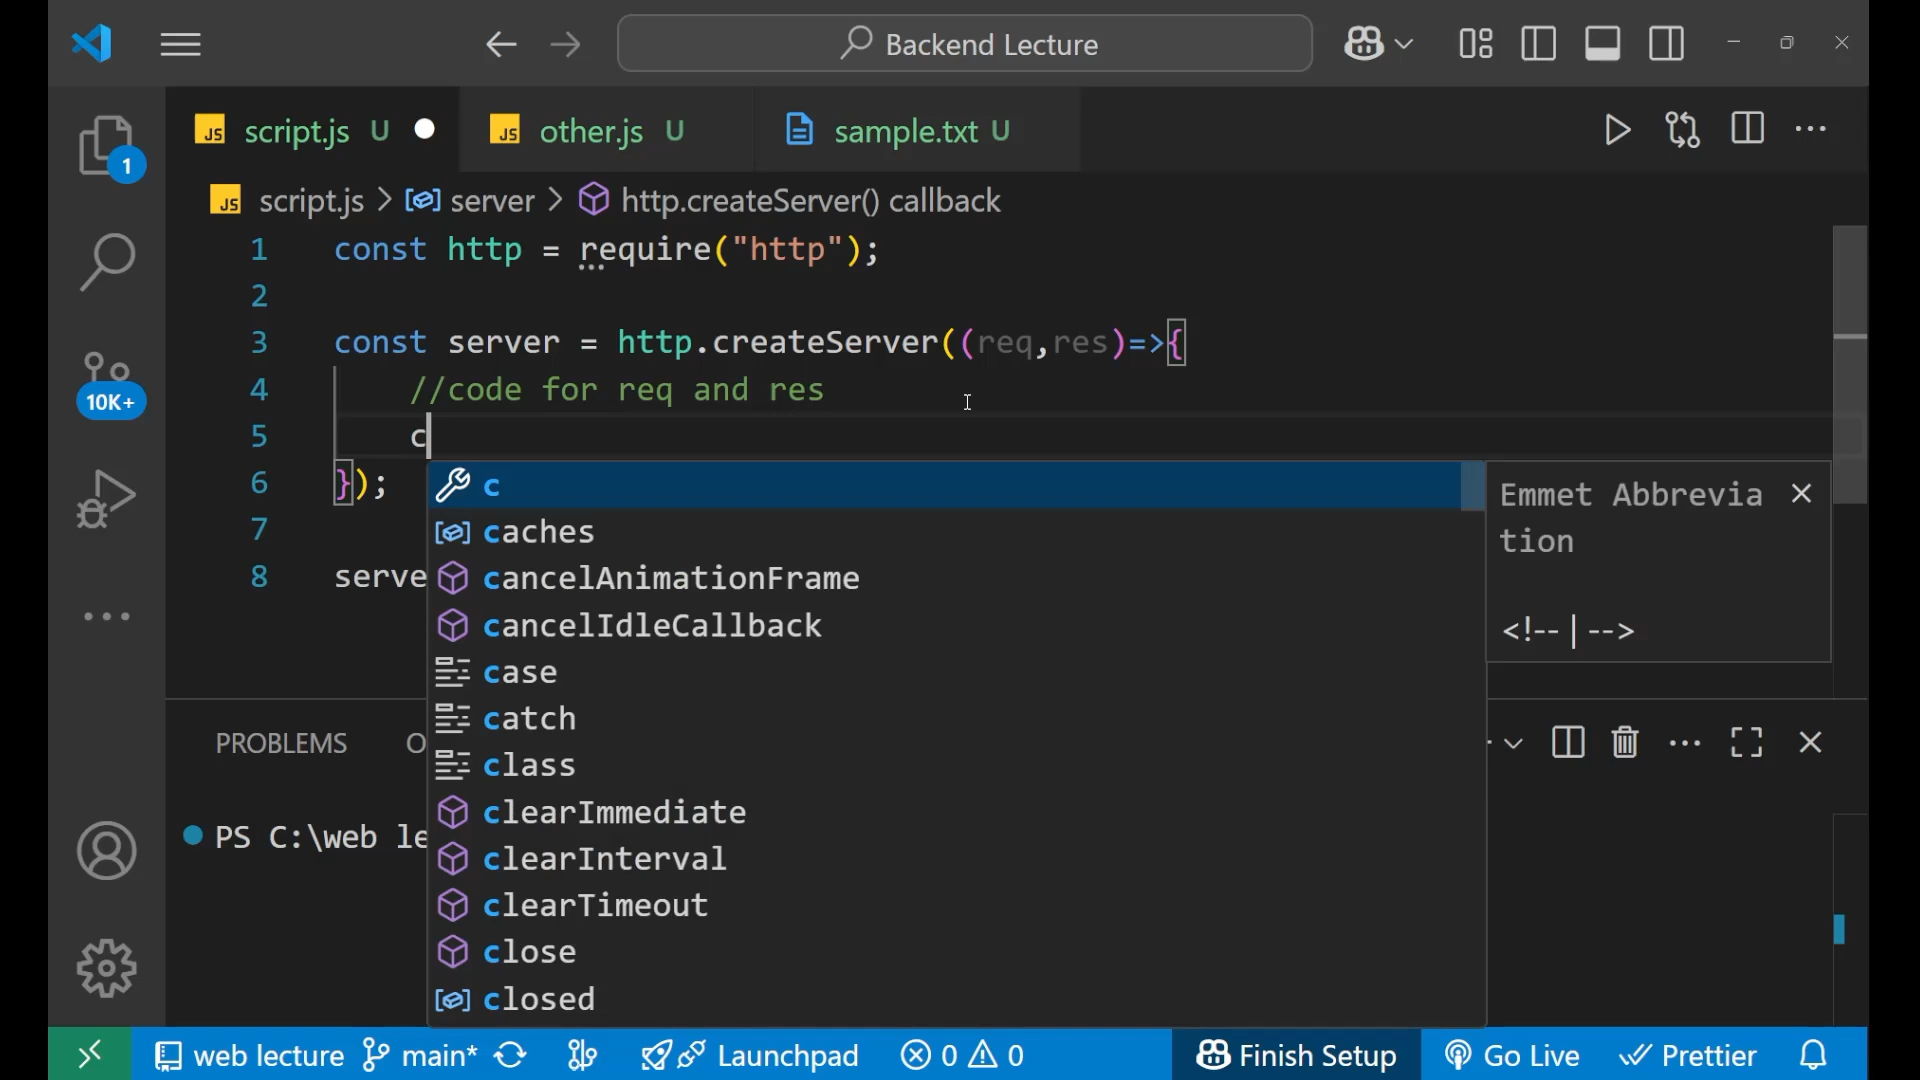 Backend Lecture
script.js U
other.js U
sample.txt U
1
script.js > server > http.createServer() callback
1 const http = require("http");
2
3 const server = http.createServer((req,res)=>{
4 //code for req and res
5 c
6 });
7
8 serve
10K+
c
caches
cancelAnimationFrame
cancelIdleCallback
case
catch
class
clearImmediate
clearInterval
clearTimeout
close
closed
Emmet Abbrevia
tion
<!-- | -->
PROBLEMS O
PS C:\web le
web lecture main* Launchpad 0 0 Finish Setup Go Live Prettier